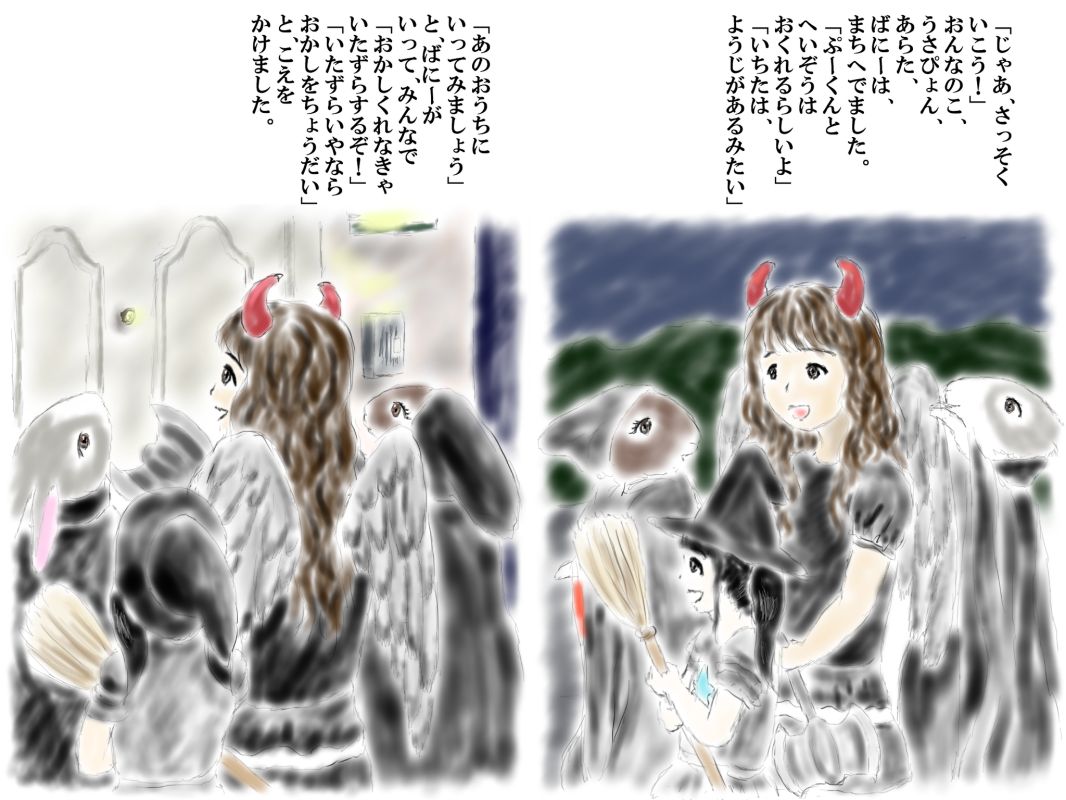 「じゃあ、さっそく
いこう！」
おんなのこ、
うさぴょん、
あらた、
ばにーは、
まちへでました。
「ぷーくんと
へいぞうは
おくれるらしいよ」
「いちたは、
ようじがあるみたい」
「あのおうちに
いってみましょう」
と、ばにーが
いって、みんなで
「おかしくれなきゃ
いたずらするぞ！」
「いたずらいやなら
おかしをちょうだい」
と、こえを
かけました。